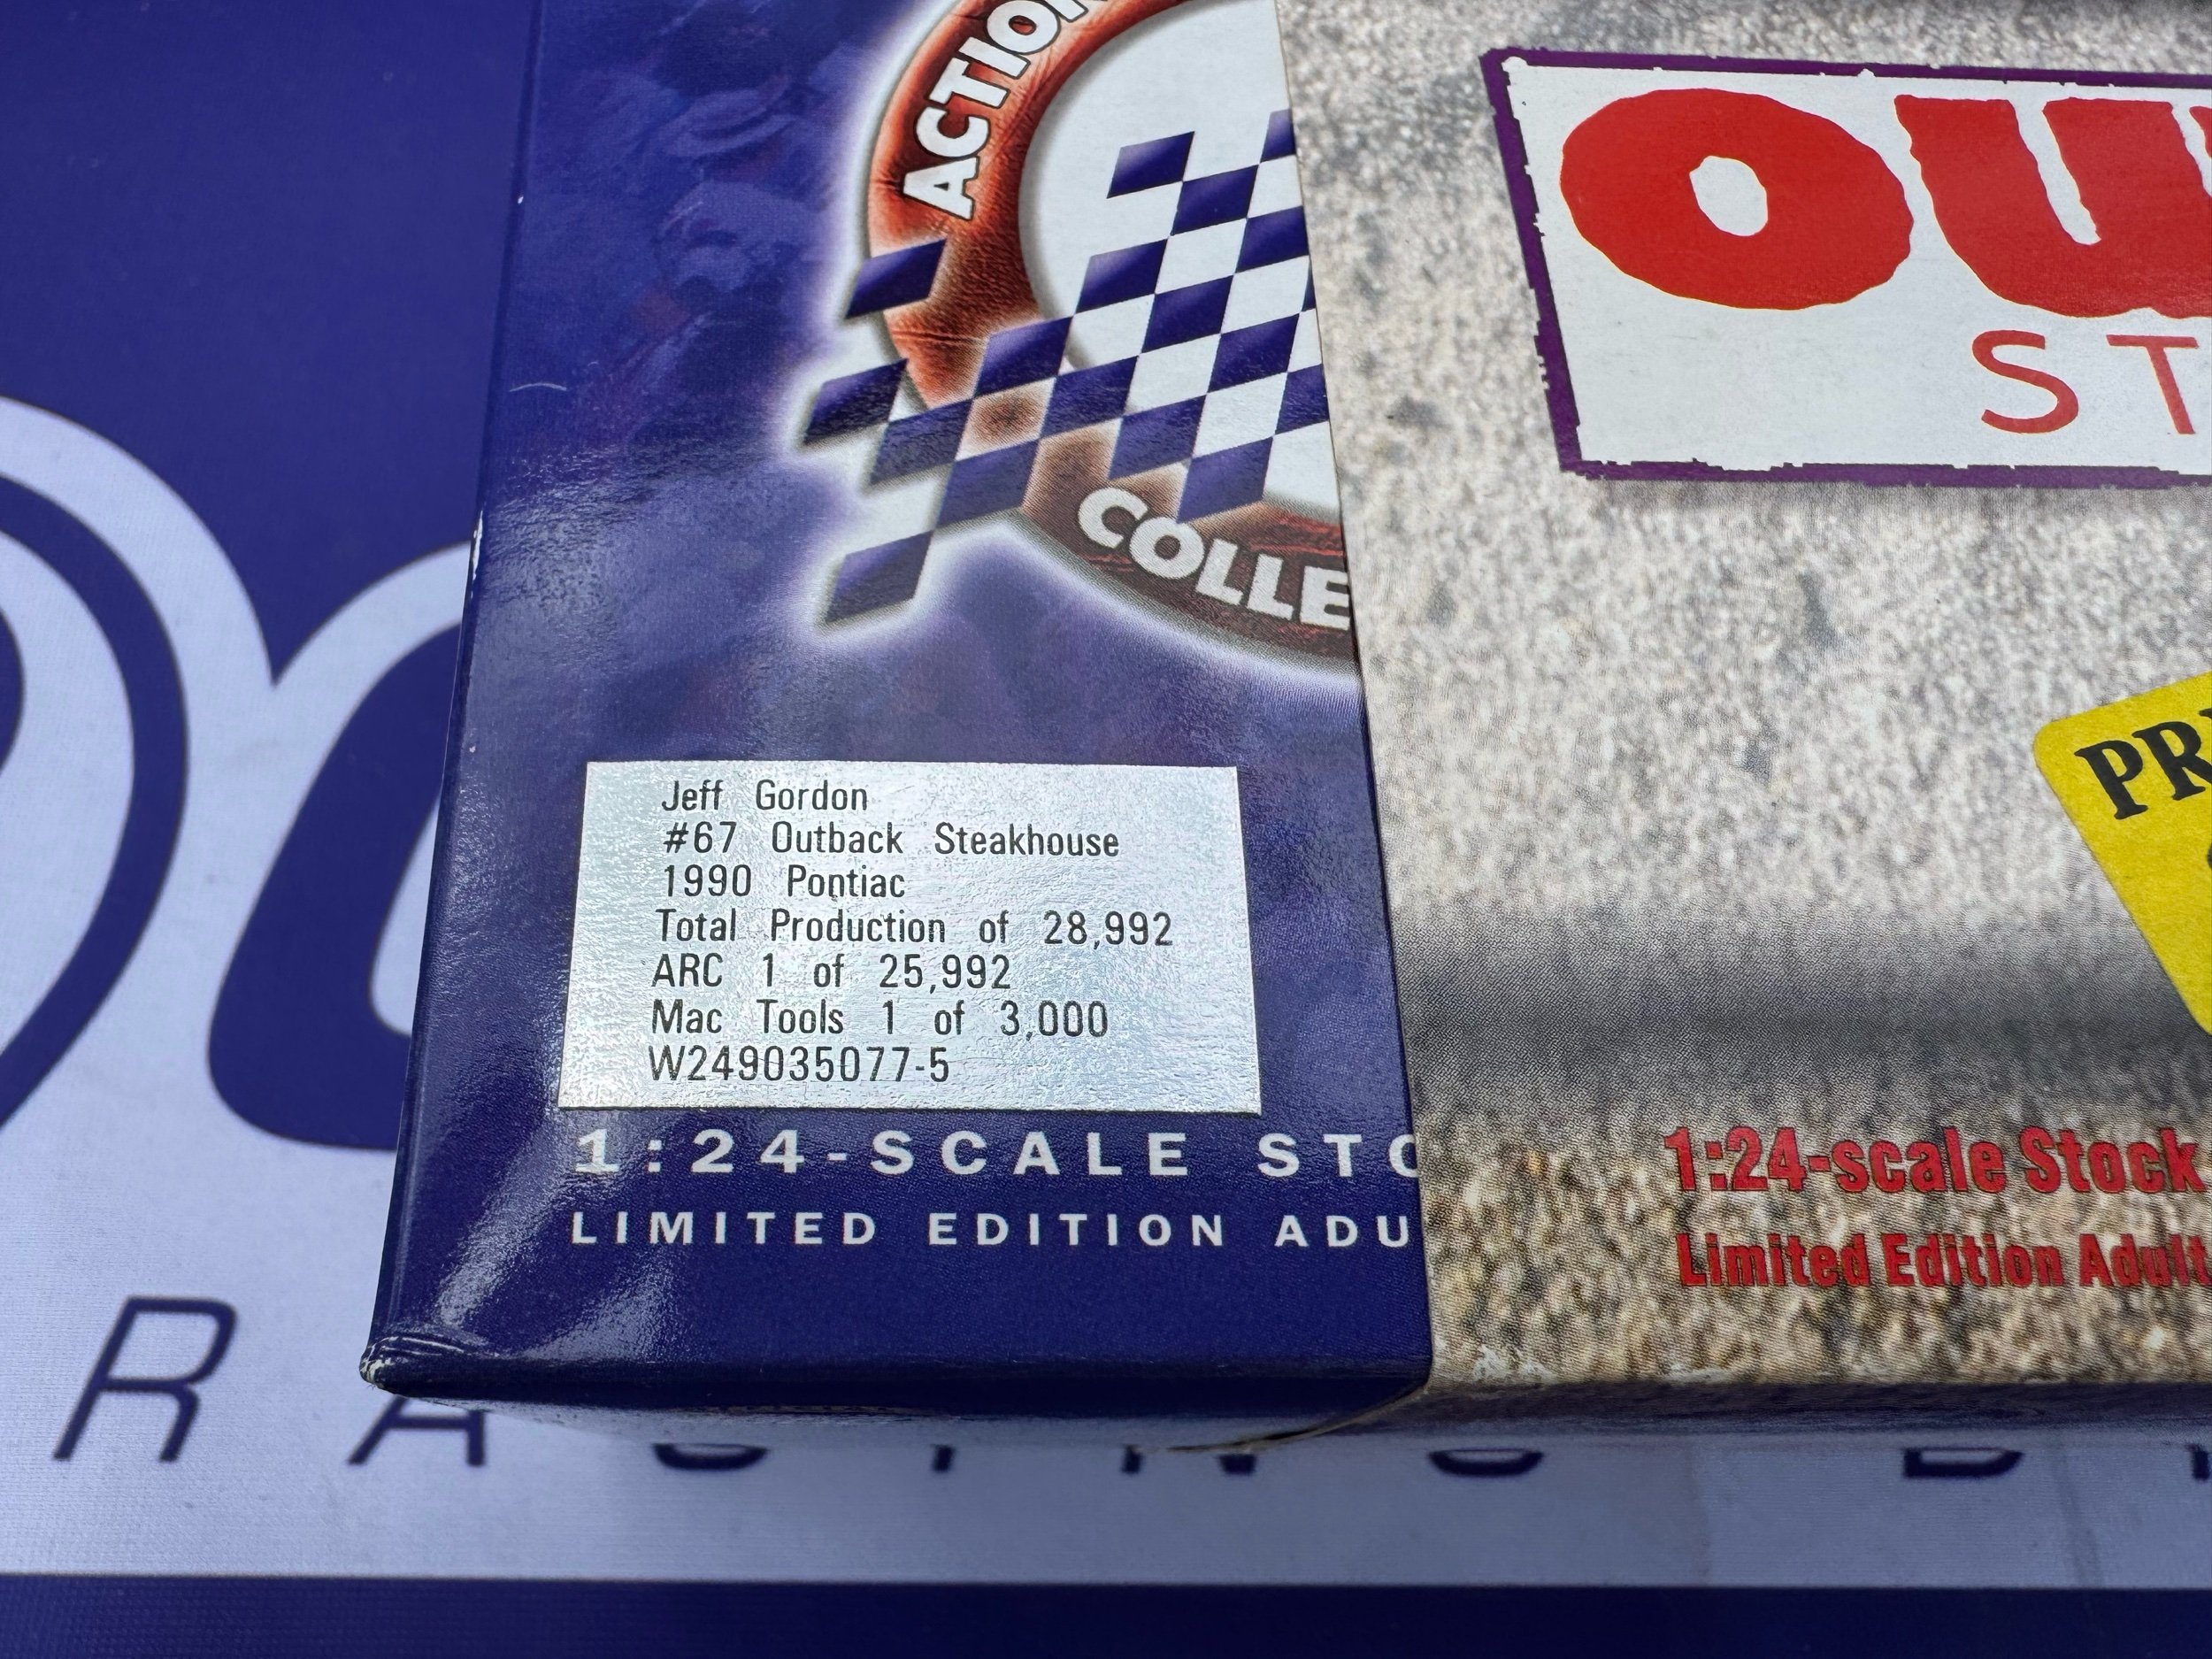 ACTION
COLLE
OU
ST
PR
Jeff Gordon
#67 Outback Steakhouse
1990 Pontiac
Total Production of 28,992
ARC 1 of 25,992
Mac Tools 1 of 3,000
W249035077-5
1:24-SCALE STO
LIMITED EDITION ADU
1:24-scale Stock
Limited Edition Adult
RACING